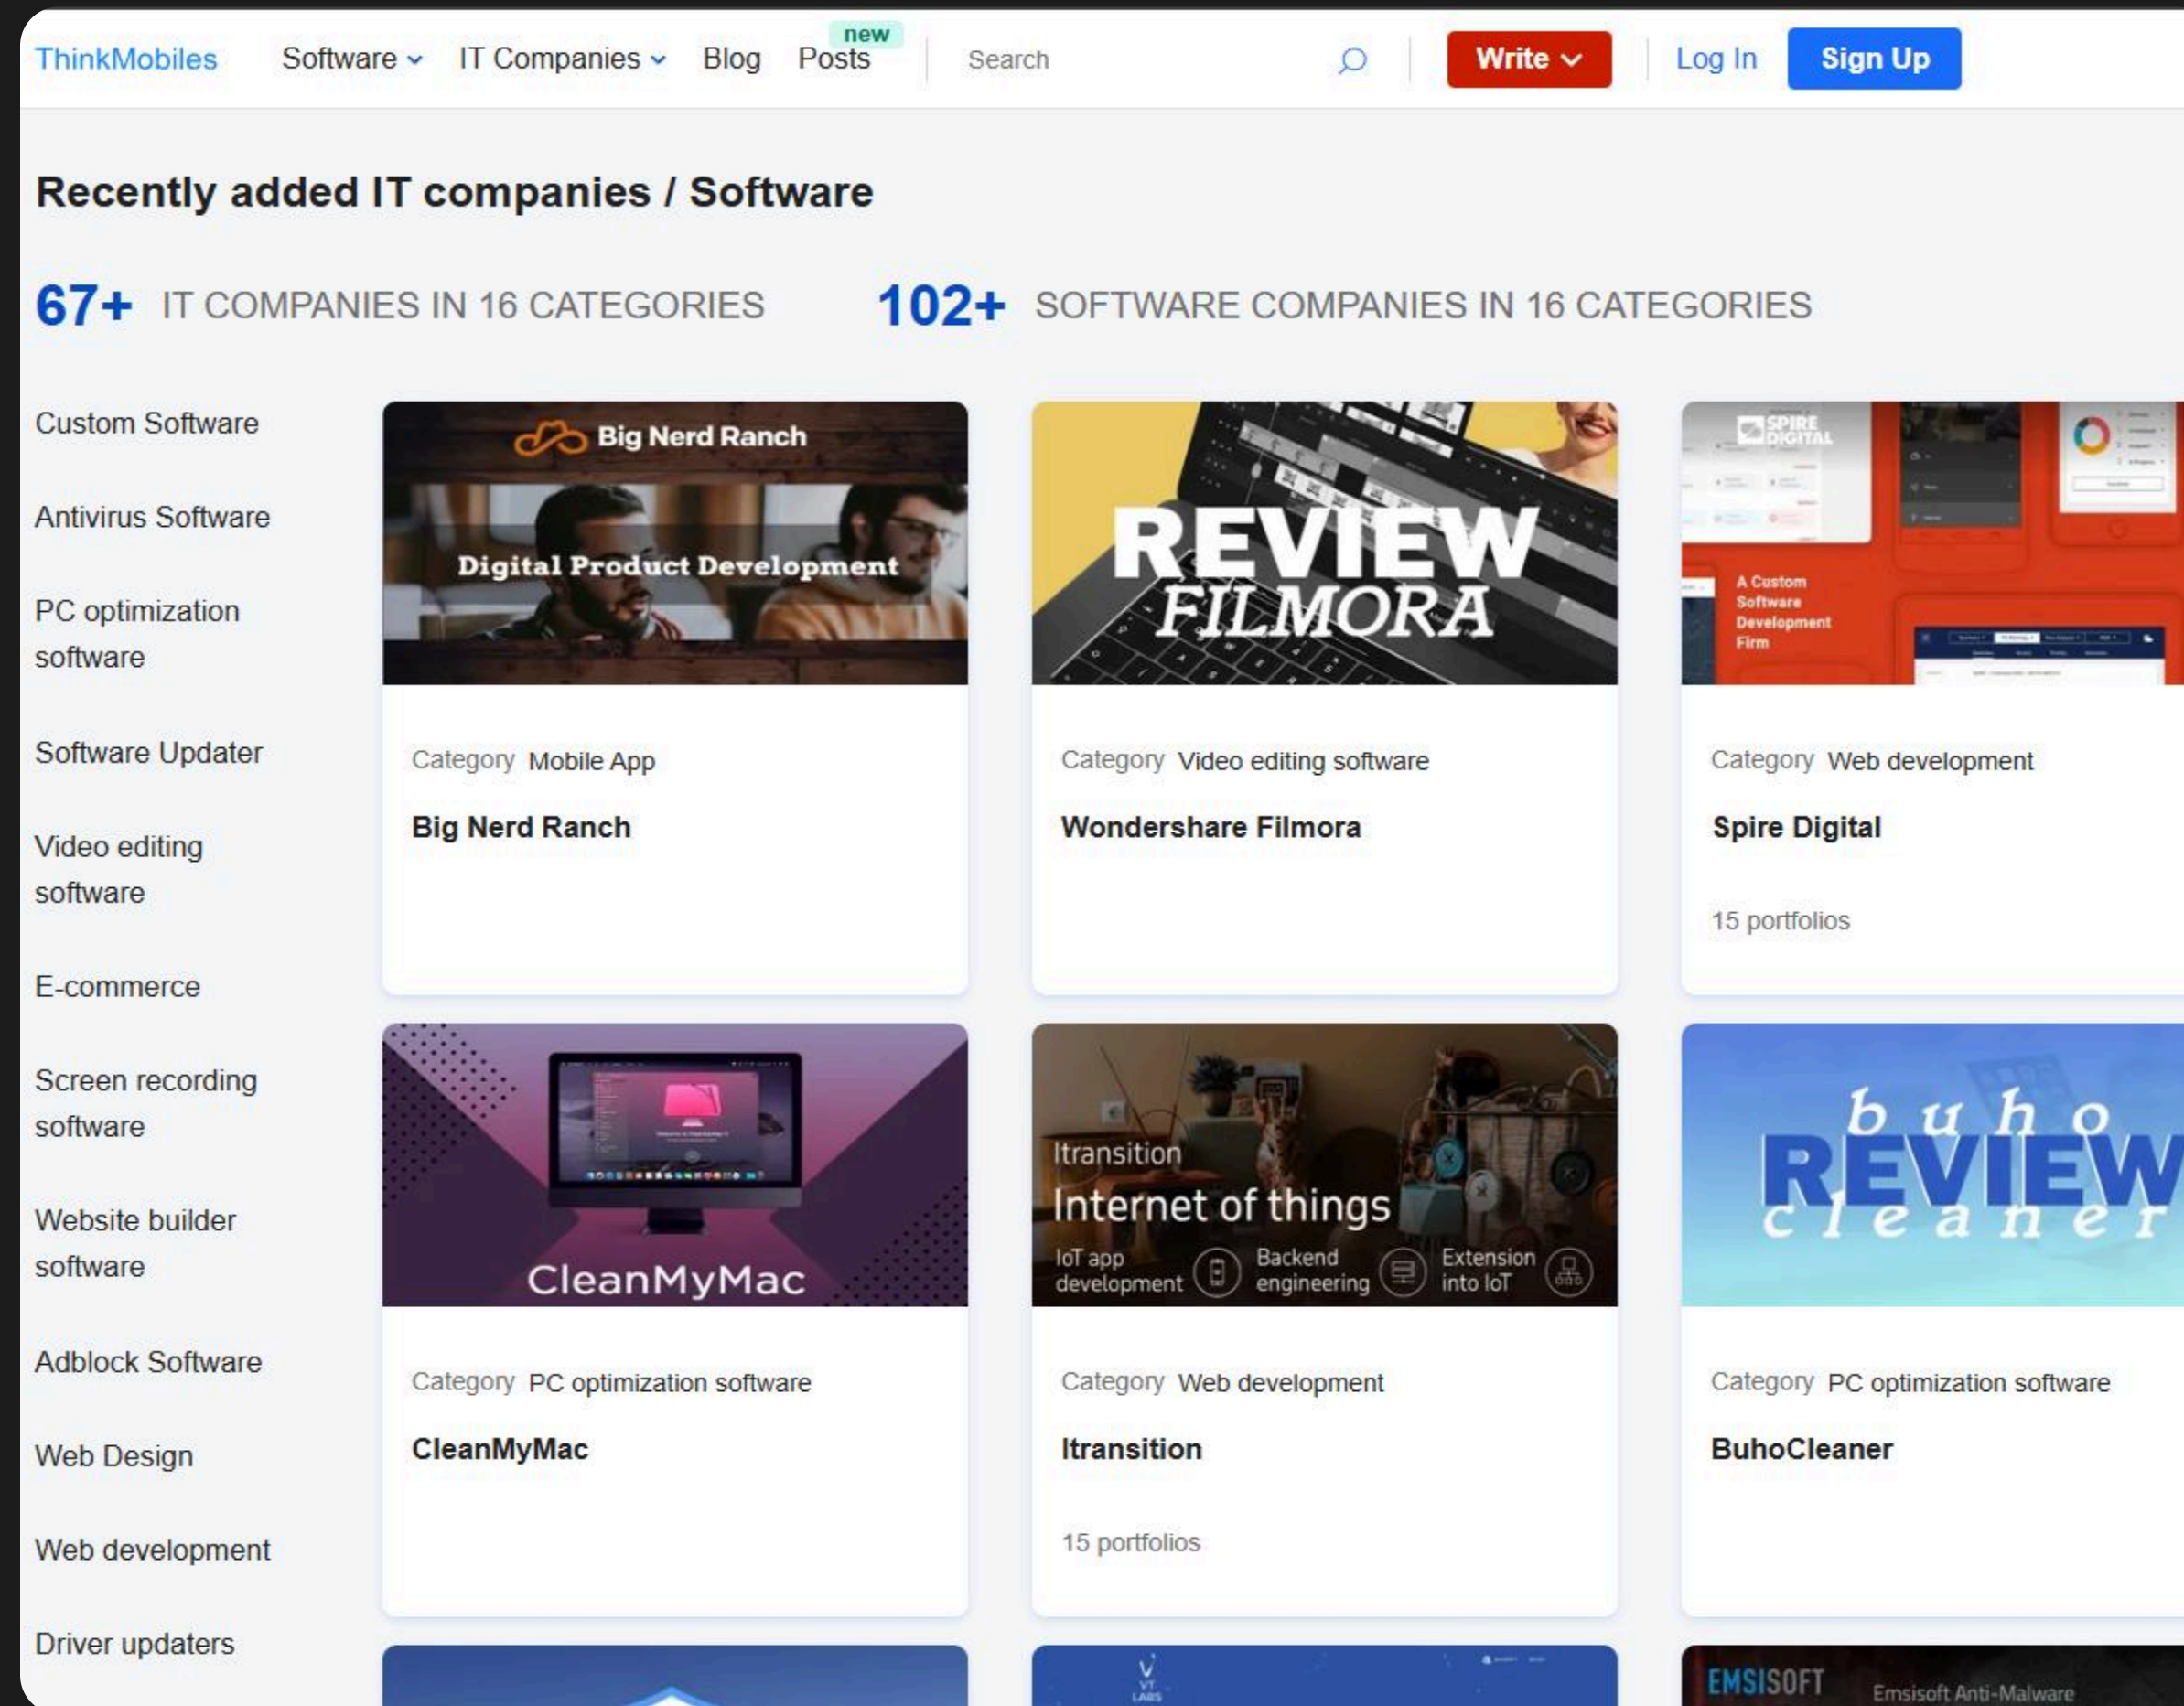 ThinkMobiles Software IT Companies Blog Posts new Search Write Log In Sign Up
Recently added IT companies / Software
67+ IT COMPANIES IN 16 CATEGORIES 102+ SOFTWARE COMPANIES IN 16 CATEGORIES
Custom Software
Antivirus Software
PC optimization
software
Software Updater
Video editing
software
E-commerce
Screen recording
software
Website builder
software
Adblock Software
Web Design
Web development
Driver updaters
Big Nerd Ranch
Digital Product Development
Category Mobile App
Big Nerd Ranch
REVIEW
FILMORA
Category Video editing software
Wondershare Filmora
SPIRE
DIGITAL
A Custom
Software
Development
Firm
Category Web development
Spire Digital
15 portfolios
CleanMyMac
Category PC optimization software
CleanMyMac
Itransition
Internet of things
IoT app
development
Backend
engineering
Extension
into IoT
Category Web development
Itransition
15 portfolios
buho
REVIEW
cleaner
Category PC optimization software
BuhoCleaner
VT
LABS
EMSISOFT
Emsisoft Anti-Malware